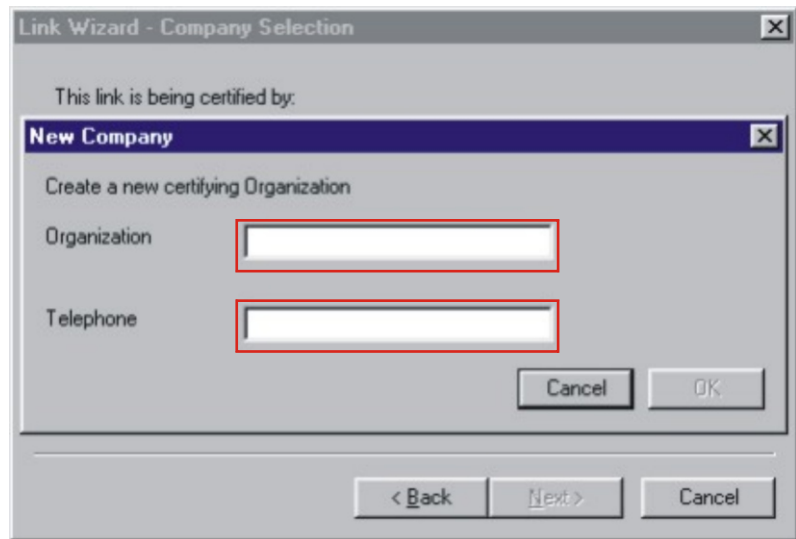 Link Wizard - Company Selection
This link is being certified by:
New Company
Create a new certifying Organization
Organization
Telephone
Cancel OK
< Back Next > Cancel